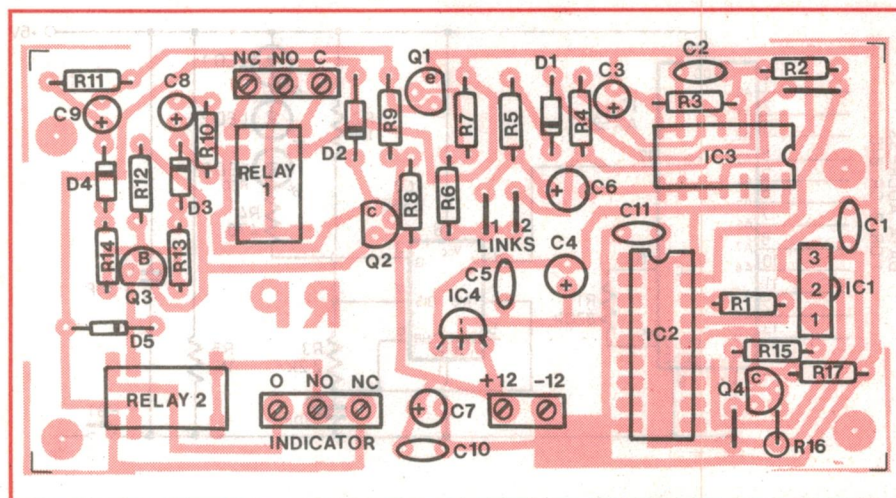 NC NO C
Q1
e
D1
C2
C3
R2
R11
C8
C9
R10
R3
D2
R9
R7
R5
R4
IC3
D4
R12
D3
RELAY
1
R8
R6
C6
1 2
LINKS
C11
C1
R14
B
R13
Q3
C
Q2
C5
C4
3
2
1
IC1
IC4
RP
IC2
R1
D5
R15
R17
Q4
C
RELAY 2
O NO NC
INDICATOR
C7
+12 -12
C10
R16